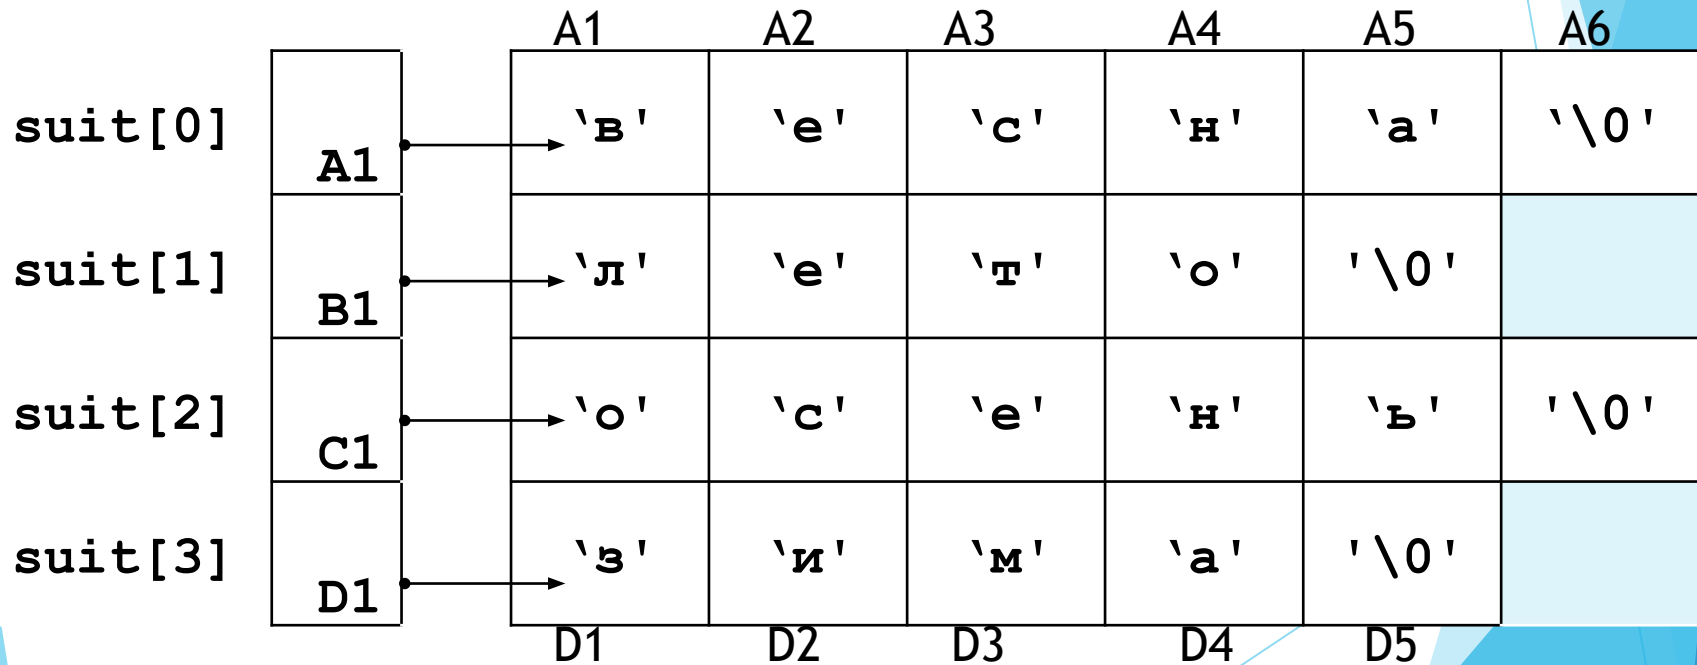 A1 A2 A3 A4 A5 A6
suit[0] A1 `в' `е' `с' `н' `а' '\0'
suit[1] B1 `л' `е' `т' `о' '\0'
suit[2] C1 `о' `с' `е' `н' `ь' '\0'
suit[3] D1 `з' `и' `м' `а' '\0'
D1 D2 D3 D4 D5